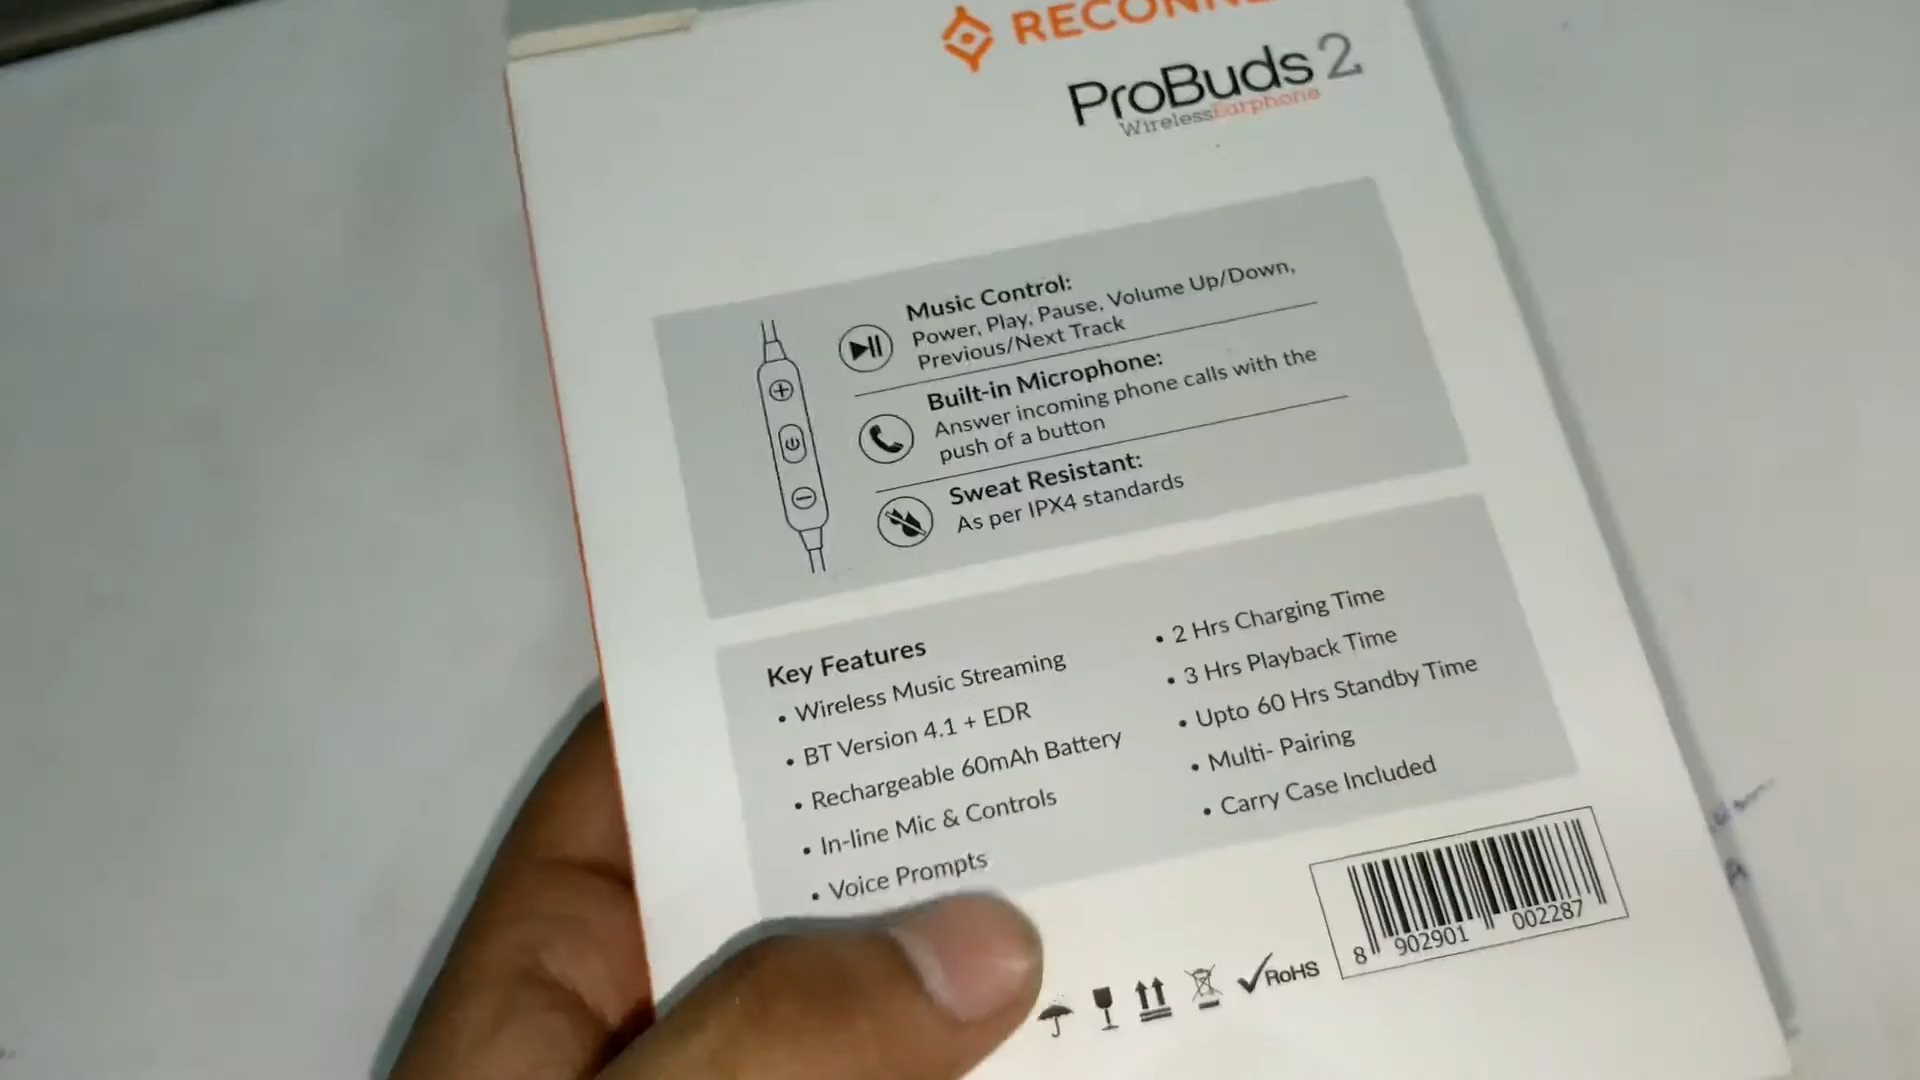 ProBuds 2
WirelessEarphone
Music Control:
Power, Play, Pause, Volume Up/Down,
Previous/Next Track
Built-in Microphone:
Answer incoming phone calls with the
push of a button
Sweat Resistant:
As per IPX4 standards
Key Features
• Wireless Music Streaming
• BT Version 4.1 + EDR
• Rechargeable 60mAh Battery
• In-line Mic & Controls
• Voice Prompts
• 2 Hrs Charging Time
• 3 Hrs Playback Time
• Upto 60 Hrs Standby Time
• Multi- Pairing
• Carry Case Included
RoHS
8 902901 002287